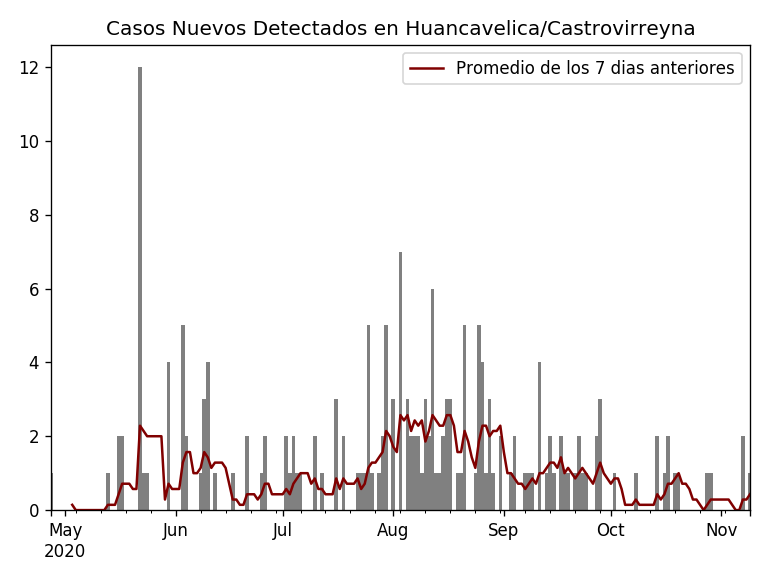 Casos Nuevos Detectados en Huancavelica/Castrovirreyna
Promedio de los 7 dias anteriores
12
10
8
6
4
2
0
May Jun Jul Aug Sep Oct Nov
2020